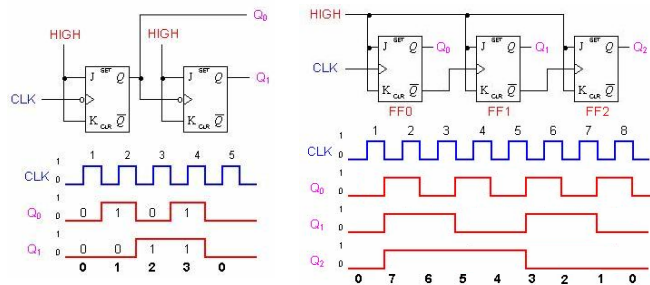 HIGH HIGH Q0
J SET Q J SET Q Q1
CLK
K CLR Q K CLR Q
CLK 1 0 1 2 3 4 5
Q0 1 0 0 1 0 1
Q1 1 0 0 0 1 1
0 1 2 3 0
HIGH
J SET Q Q0 J SET Q Q1 J SET Q Q2
CLK
K CLR Q K CLR Q K CLR Q
FF0 FF1 FF2
CLK 1 0 1 2 3 4 5 6 7 8
Q0 1 0
Q1 1 0
Q2 1 0
0 7 6 5 4 3 2 1 0